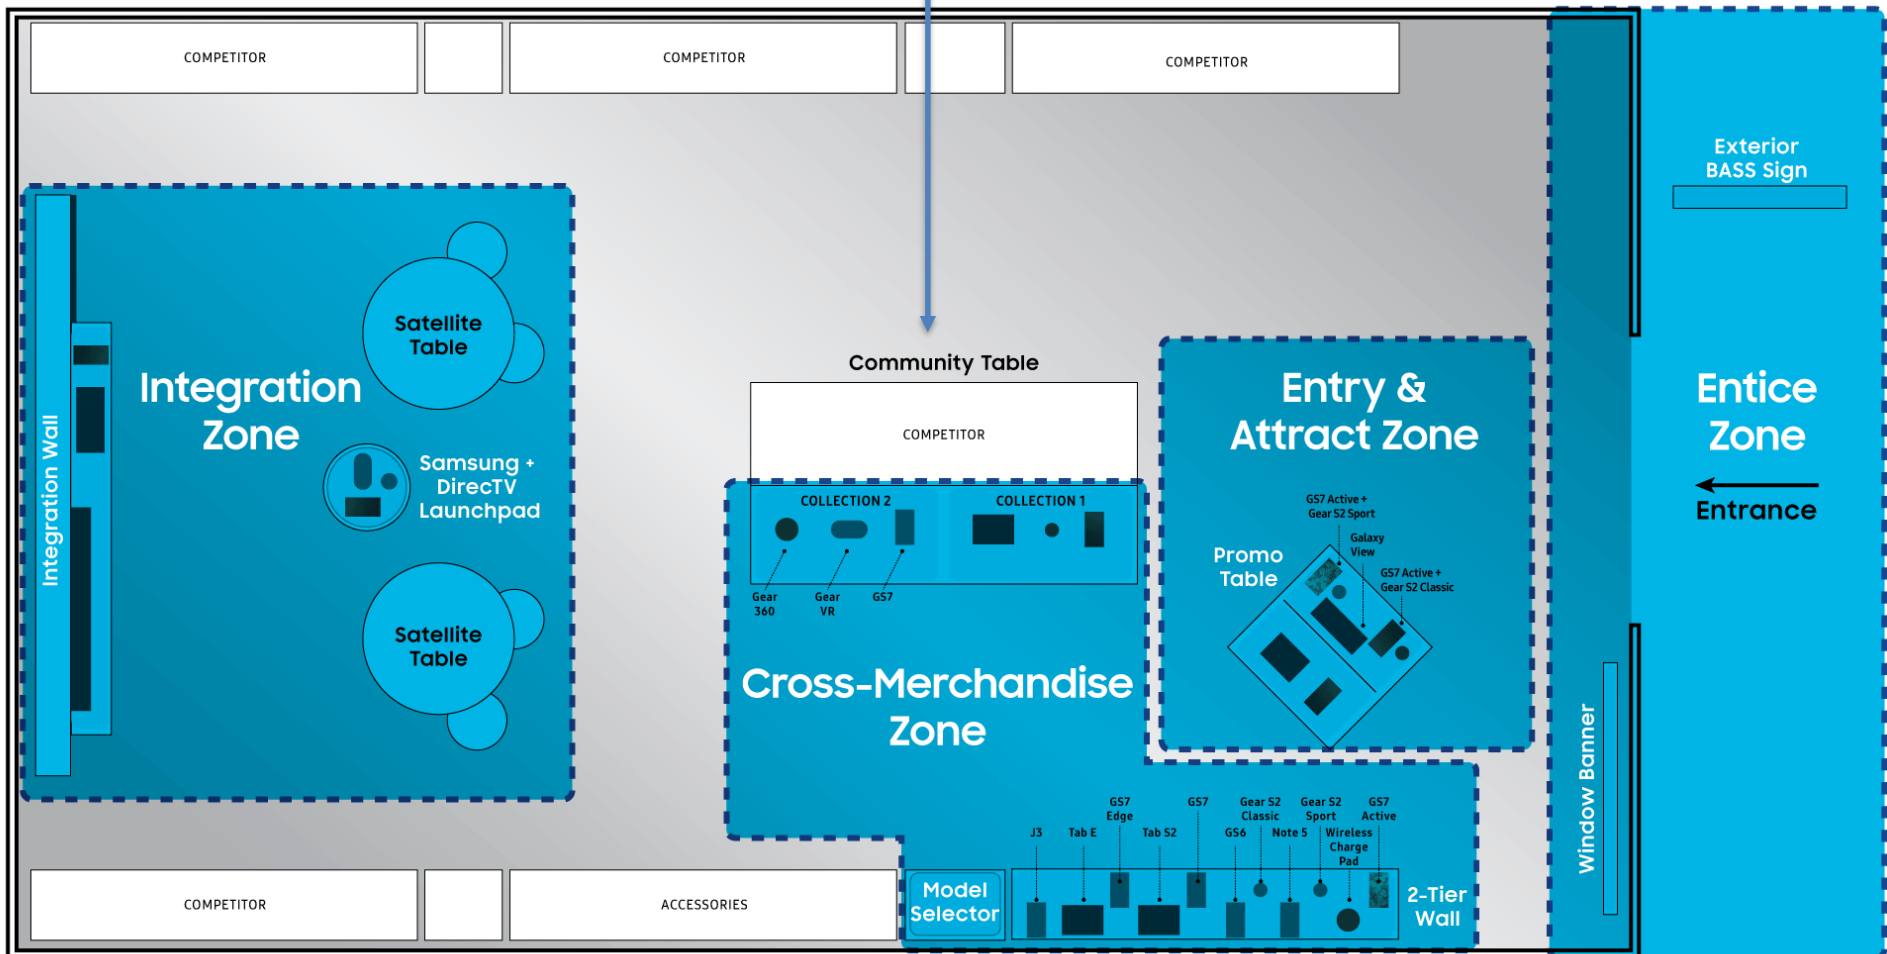 COMPETITOR
COMPETITOR
COMPETITOR
Exterior
BASS Sign
Integration Wall
Integration
Zone
Satellite
Table
Samsung +
DirecTV
Launchpad
Satellite
Table
Community Table
COMPETITOR
COLLECTION 2
COLLECTION 1
Gear
360
Gear
VR
GS7
Cross-Merchandise
Zone
Entry &
Attract Zone
GS7 Active +
Gear S2 Sport
Galaxy
View
GS7 Active +
Gear S2 Classic
Promo
Table
Entice
Zone
Entrance
Window Banner
J3
Tab E
GS7
Edge
Tab S2
GS7
GS6
Gear S2
Classic
Note 5
Gear S2
Sport
Wireless
Charge
Pad
GS7
Active
2-Tier
Wall
Model
Selector
COMPETITOR
ACCESSORIES